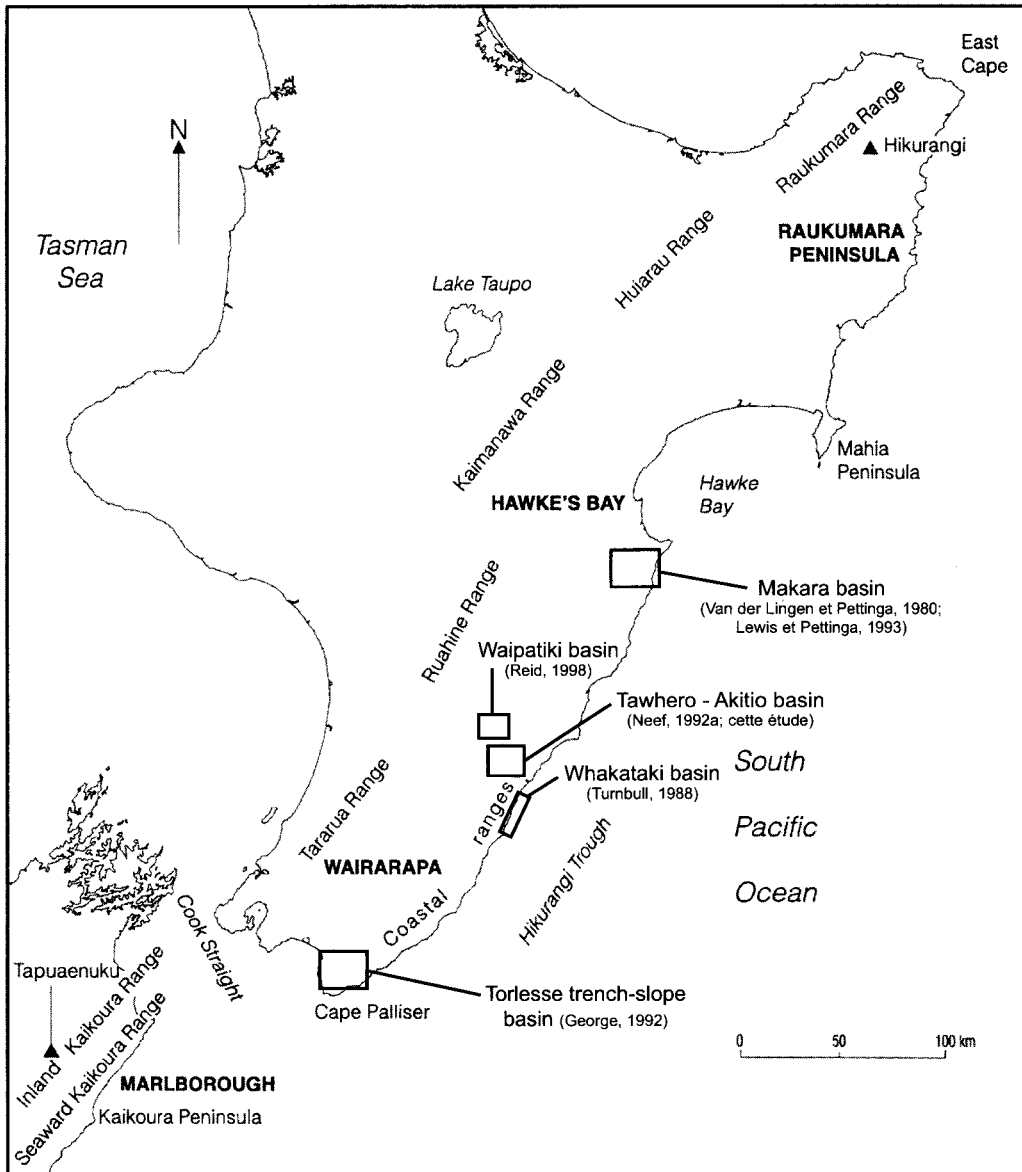 East
Cape
N
Raukumara Range
Hikurangi
RAUKUMARA
PENINSULA
Tasman
Sea
Huiarau Range
Lake Taupo
Kaimanawa Range
Mahia
Peninsula
Hawke
Bay
HAWKE'S BAY
Makara basin
(Van der Lingen et Pettinga, 1980;
Lewis et Pettinga, 1993)
Ruahine Range
Waipatiki basin
(Reid, 1998)
Tawhero - Akitio basin
(Neef, 1992a; cette étude)
South
Pacific
Ocean
Whakataki basin
(Turnbull, 1988)
Tararua Range
WAIRARAPA
Coastal ranges
Hikurangi Trough
Cook Straight
Tapuaenuku
Inland Kaikoura Range
Seaward Kaikoura Range
Cape Palliser
Torlesse trench-slope
basin (George, 1992)
0 50 100 km
MARLBOROUGH
Kaikoura Peninsula